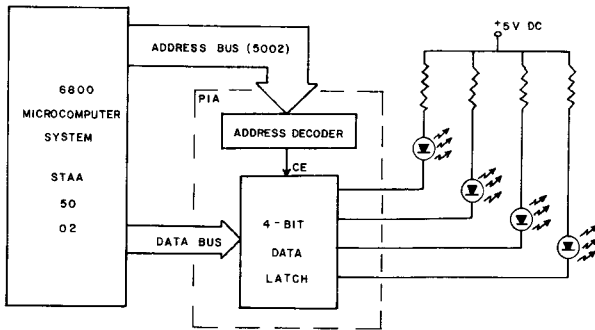 +5V DC
ADDRESS BUS (5002)
6800
MICROCOMPUTER
SYSTEM
STAA
50
02
PIA
ADDRESS DECODER
CE
4-BIT
DATA
LATCH
DATA BUS